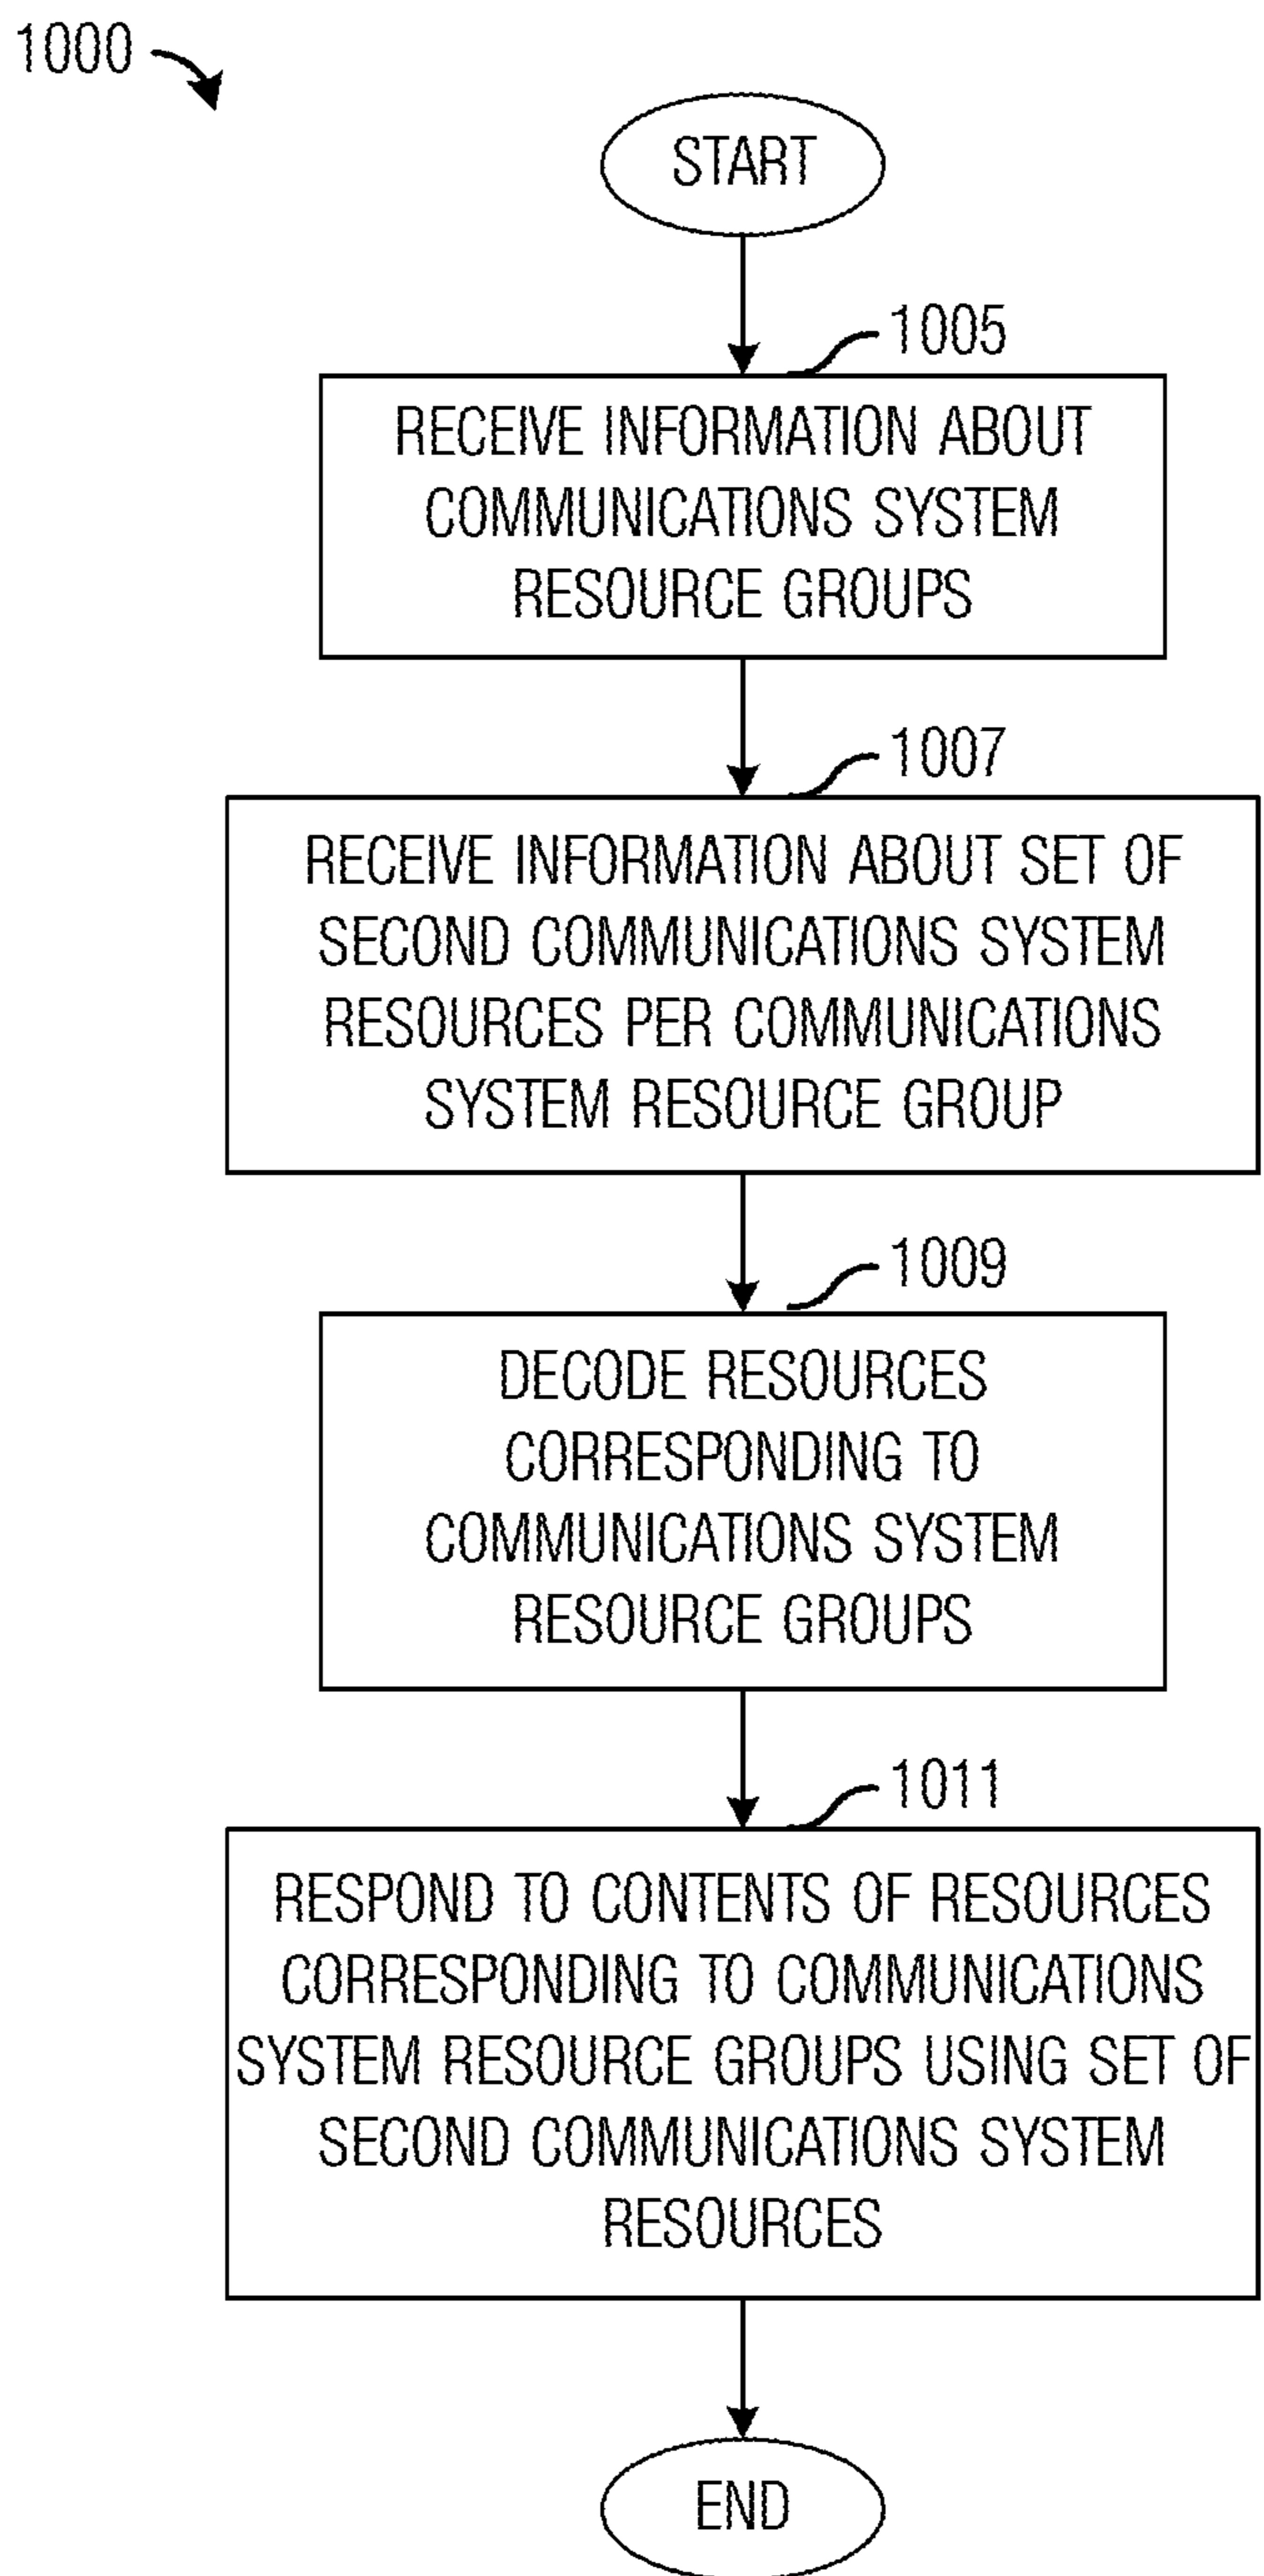 1000
START
1005
RECEIVE INFORMATION ABOUT
COMMUNICATIONS SYSTEM
RESOURCE GROUPS
1007
RECEIVE INFORMATION ABOUT SET OF
SECOND COMMUNICATIONS SYSTEM
RESOURCES PER COMMUNICATIONS
SYSTEM RESOURCE GROUP
1009
DECODE RESOURCES
CORRESPONDING TO
COMMUNICATIONS SYSTEM
RESOURCE GROUPS
1011
RESPOND TO CONTENTS OF RESOURCES
CORRESPONDING TO COMMUNICATIONS
SYSTEM RESOURCE GROUPS USING SET OF
SECOND COMMUNICATIONS SYSTEM
RESOURCES
END